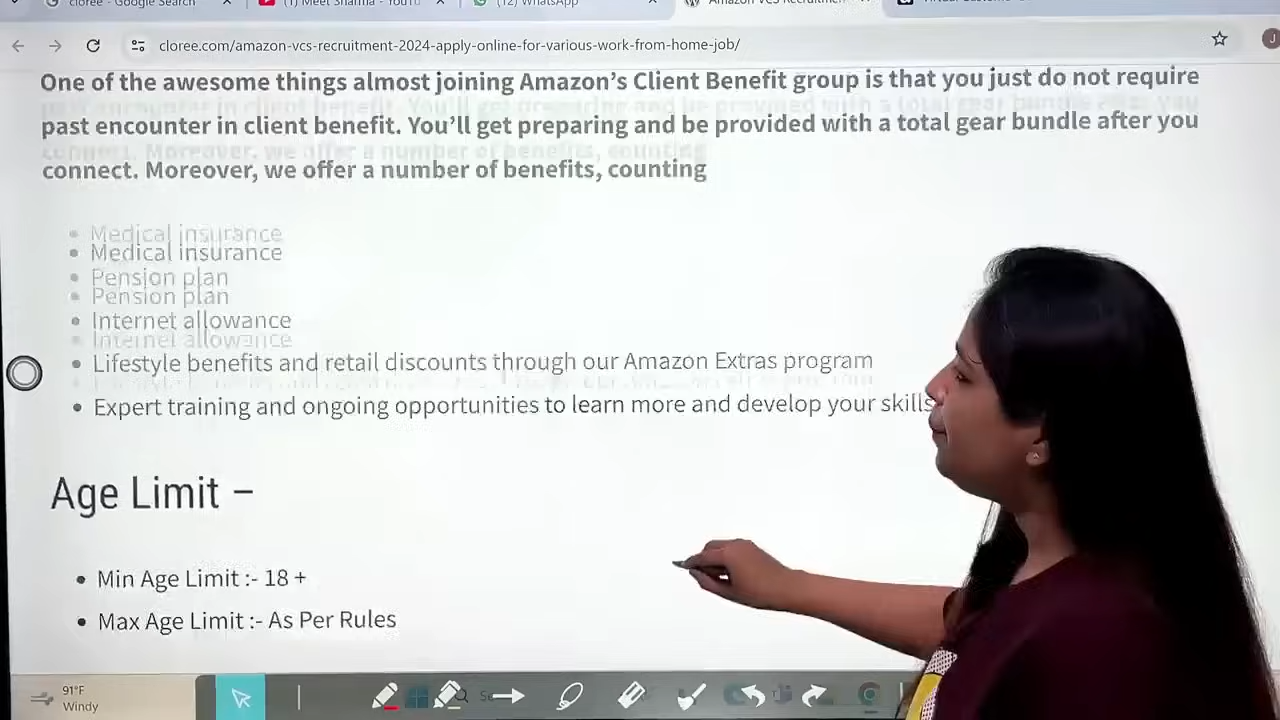 cloree - Google Search
(1) Meet Sharma - YouTu
(12) WhatsApp
Amazon VCS Recruitmen
cloree.com/amazon-vcs-recruitment-2024-apply-online-for-various-work-from-home-job/
J
One of the awesome things almost joining Amazon’s Client Benefit group is that you just do not require
past encounter in client benefit. You’ll get preparing and be provided with a total gear bundle after you
connect. Moreover, we offer a number of benefits, counting
• Medical insurance
• Pension plan
• Internet allowance
• Lifestyle benefits and retail discounts through our Amazon Extras program
• Expert training and ongoing opportunities to learn more and develop your skills
Age Limit –
• Min Age Limit :- 18 +
• Max Age Limit :- As Per Rules
91°F
Windy